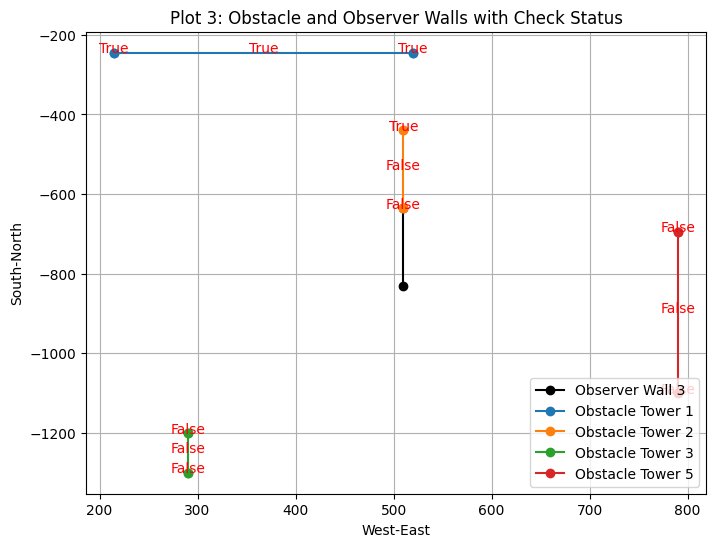 Plot 3: Obstacle and Observer Walls with Check Status
−200
True
True
True
−400
True
False
−600
False
False
−800
False
−1000
False
−1200
False
False
False
South-North
Observer Wall 3
Obstacle Tower 1
Obstacle Tower 2
Obstacle Tower 3
Obstacle Tower 5
200
300
400
500
600
700
800
West-East